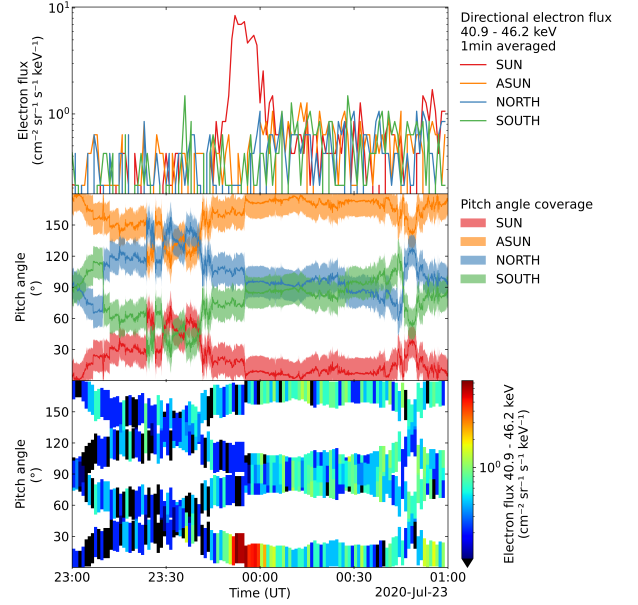 10¹
10⁰
Electron flux
(cm⁻² sr⁻¹ s⁻¹ keV⁻¹)
Directional electron flux
40.9 - 46.2 keV
1min averaged
SUN
ASUN
NORTH
SOUTH
150
120
90
60
30
Pitch angle
(°)
Pitch angle coverage
SUN
ASUN
NORTH
SOUTH
150
120
90
60
30
Pitch angle
(°)
10⁰
Electron flux 40.9 - 46.2 keV
(cm⁻² sr⁻¹ s⁻¹ keV⁻¹)
23:00
23:30
00:00
00:30
01:00
Time (UT)
2020-Jul-23